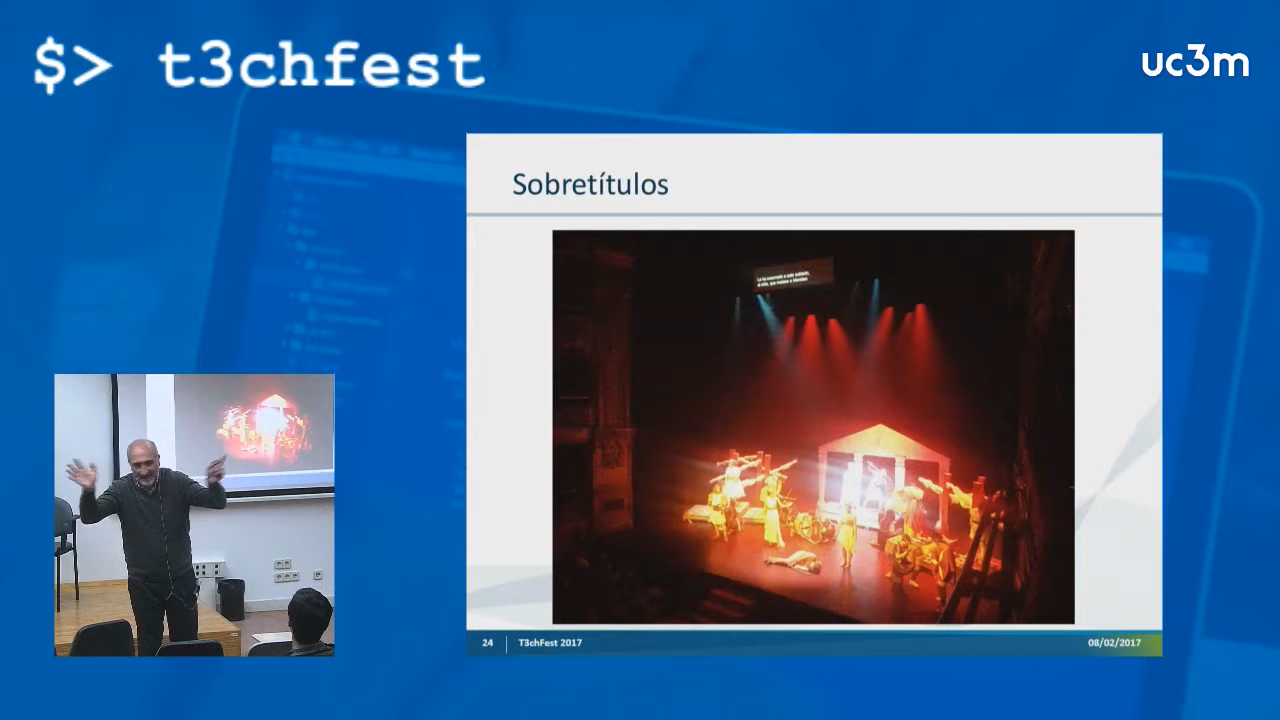 $> t3chfest
uc3m
Sobretítulos
24
T3chFest 2017
08/02/2017